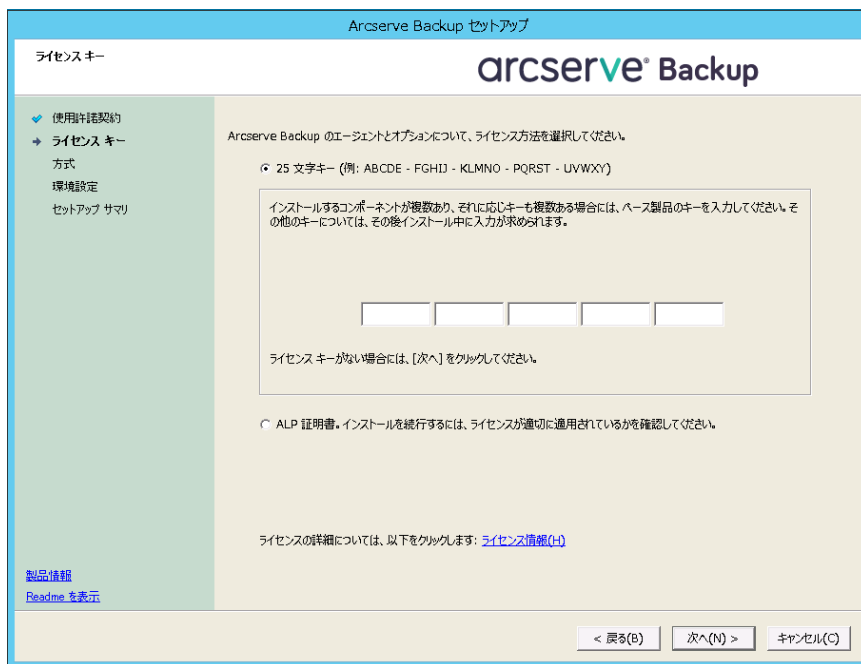 Arcserve Backup セットアップ
ライセンス キー
arcserve® Backup
使用許諾契約
ライセンス キー
方式
環境設定
セットアップ サマリ
Arcserve Backup のエージェントとオプションについて、ライセンス方法を選択してください。
25 文字キー (例: ABCDE - FGHIJ - KLMNO - PQRST - UVWXY)
インストールするコンポーネントが複数あり、それに応じキーも複数ある場合には、ベース製品のキーを入力してください。そ
の他のキーについては、その後インストール中に入力が求められます。
ライセンス キーがない場合には、[次へ] をクリックしてください。
ALP 証明書。インストールを続行するには、ライセンスが適切に適用されているかを確認してください。
ライセンスの詳細については、以下をクリックします: ライセンス情報(H)
製品情報
Readme を表示
< 戻る(B)
次へ(N) >
キャンセル(C)